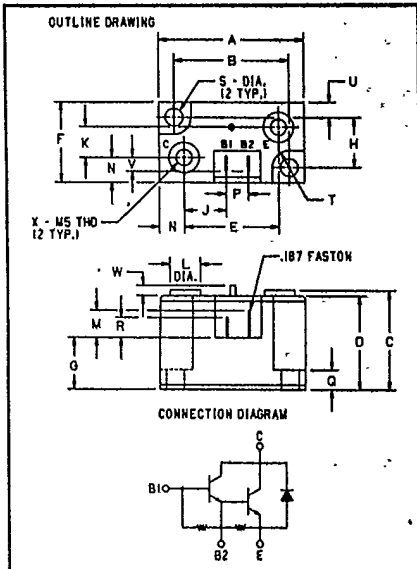 OUTLINE DRAWING
A
B
S - DIA.
(2 TYP.)
U
F
K
N
V
C
B1 B2
E
H
X - M5 THD
(2 TYP.)
J
P
T
N
E
W
L
DIA.
.187 FASTON
M
R
G
Q
D
C
CONNECTION DIAGRAM
C
B1
B2
E